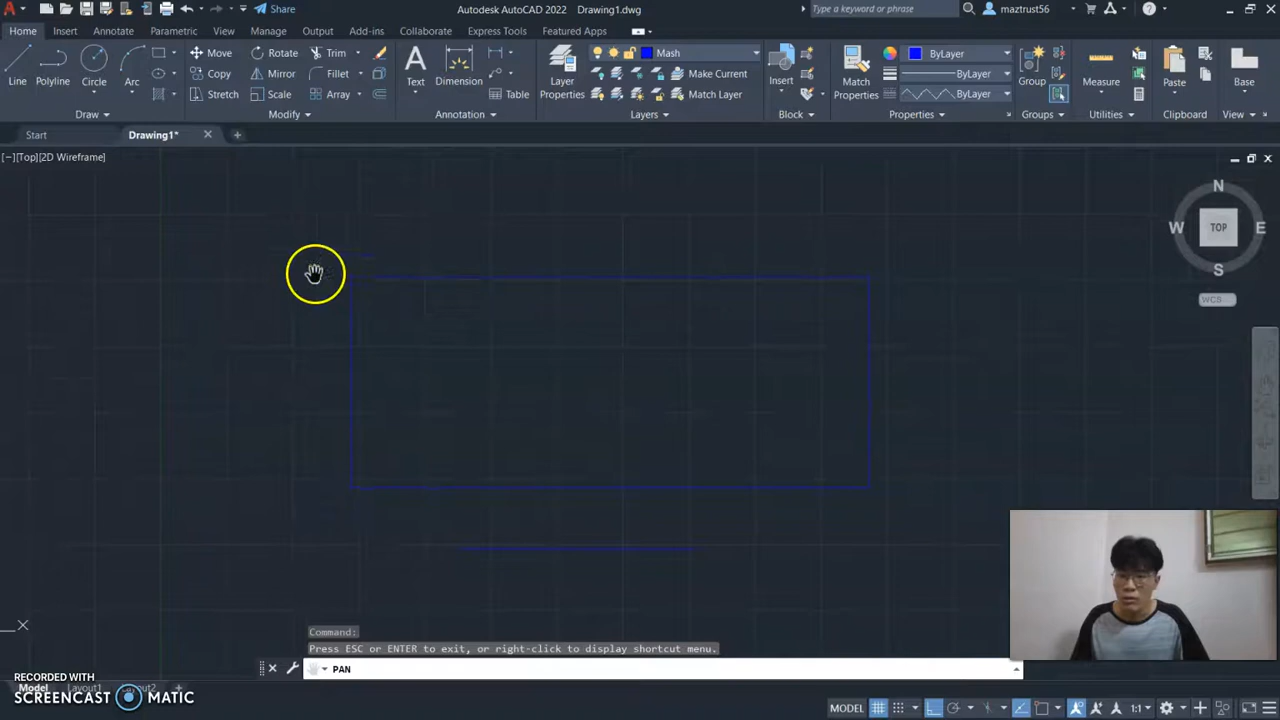 Autodesk AutoCAD 2022 Drawing1.dwg
Share
Type a keyword or phrase
maztrust56
Home Insert Annotate Parametric View Manage Output Add-ins Collaborate Express Tools Featured Apps
Line Polyline Circle Arc
Move Rotate Trim
Copy Mirror Fillet
Stretch Scale Array
Text Dimension Table
Layer Properties
Mash
Make Current
Match Layer
Insert
Match Properties
ByLayer
ByLayer
ByLayer
Group
Measure
Paste
Base
Draw Modify Annotation Layers Block Properties Groups Utilities Clipboard View
Start Drawing1*
[−][Top][2D Wireframe]
N
W TOP E
S
WCS
Command:
Press ESC or ENTER to exit, or right-click to display shortcut menu.
PAN
RECORDED WITH
SCREENCAST MATIC
Model Layout1 Layout2
MODEL 1:1